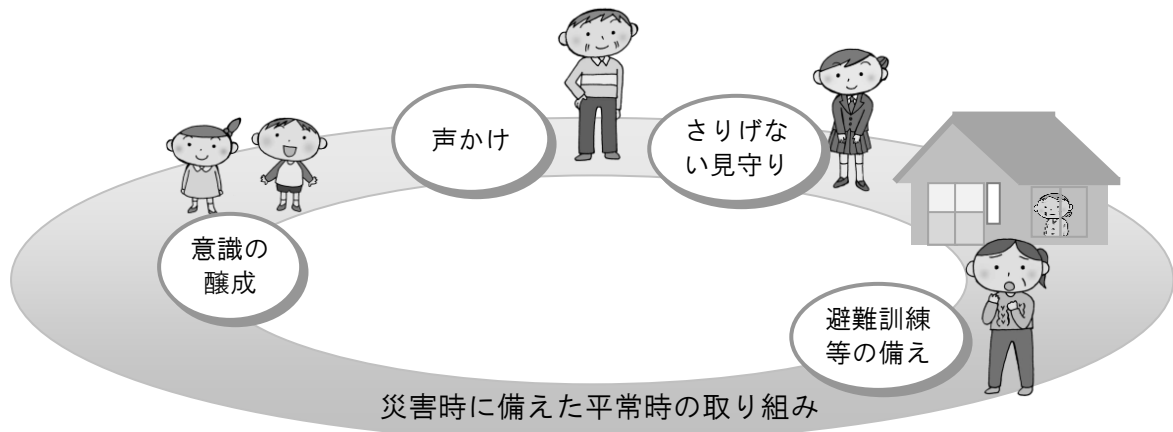 声かけ
さりげな
い見守り
意識の
醸成
避難訓練
等の備え
災害時に備えた平常時の取り組み